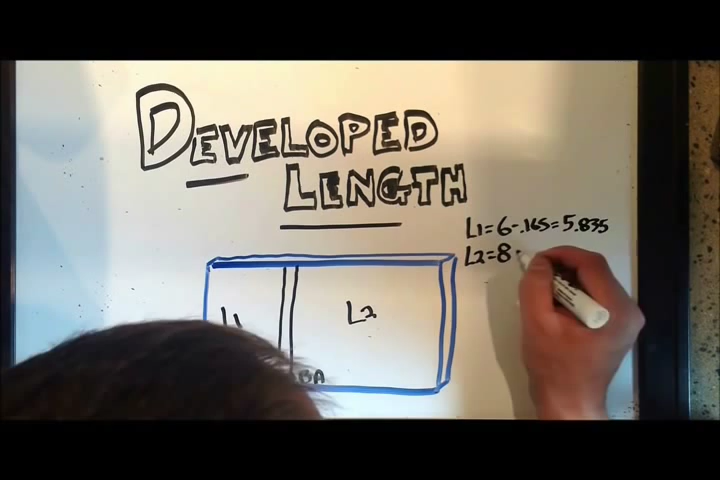 DEVELOPED
LENGTH
L1=6-.165=5.835
L2=8-
L1
L2
BA